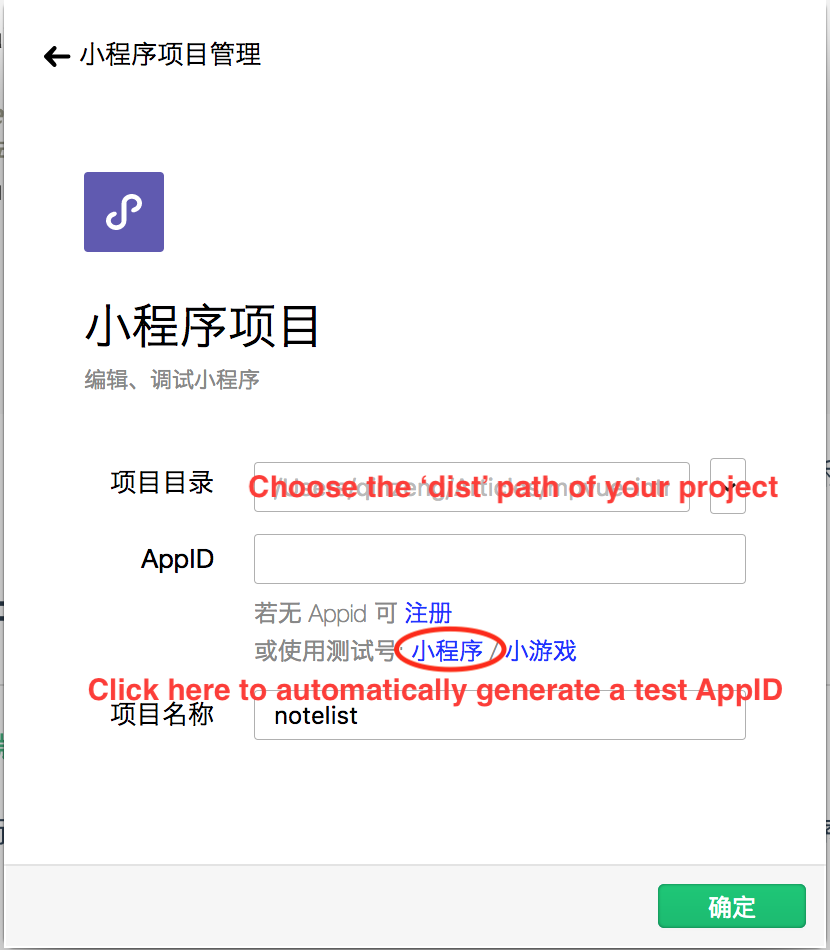 小程序项目管理
小程序项目
编辑、调试小程序
项目目录
Choose the ‘dist’ path of your project
AppID
若无 Appid 可 注册
或使用测试号: 小程序 / 小游戏
Click here to automatically generate a test AppID
项目名称 notelist
确定